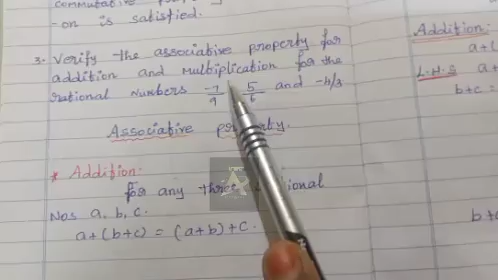 commutative
-on is satisfied.
3. Verify the associative property for
addition and multiplication for the
rational numbers -7/9 5/6 and -4/3
Associative property.
* Addition:
for any three
Nos a, b, c.
a+(b+c) = (a+b)+c.
Addition:
a+(
L.H.S a+
b+c=
b+